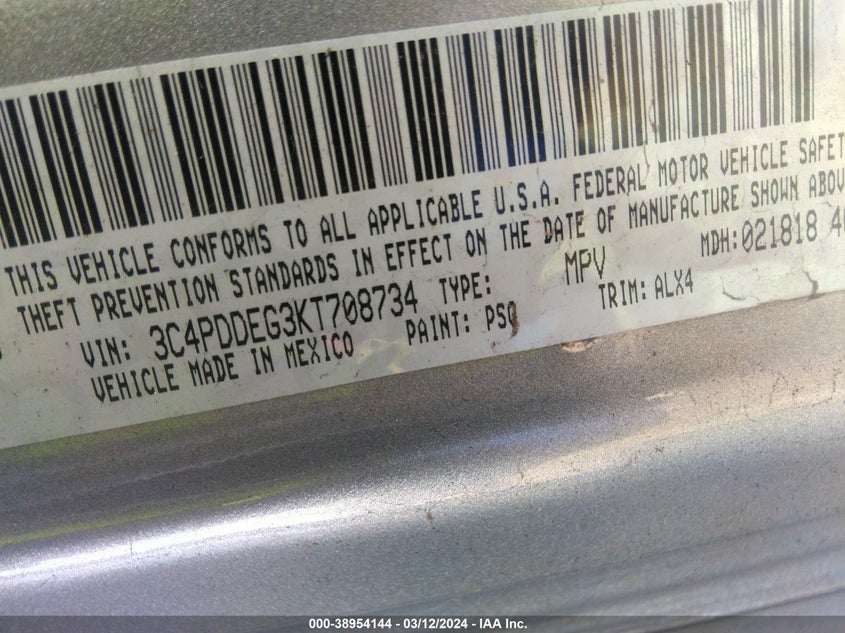 THIS VEHICLE CONFORMS TO ALL APPLICABLE U.S.A. FEDERAL MOTOR VEHICLE SAFET
THEFT PREVENTION STANDARDS IN EFFECT ON THE DATE OF MANUFACTURE SHOWN ABOV
VIN: 3C4PDDEG3KT708734 TYPE: MPV MDH:021818
VEHICLE MADE IN MEXICO PAINT: PSQ TRIM: ALX4
000-38954144 - 03/12/2024 - IAA Inc.